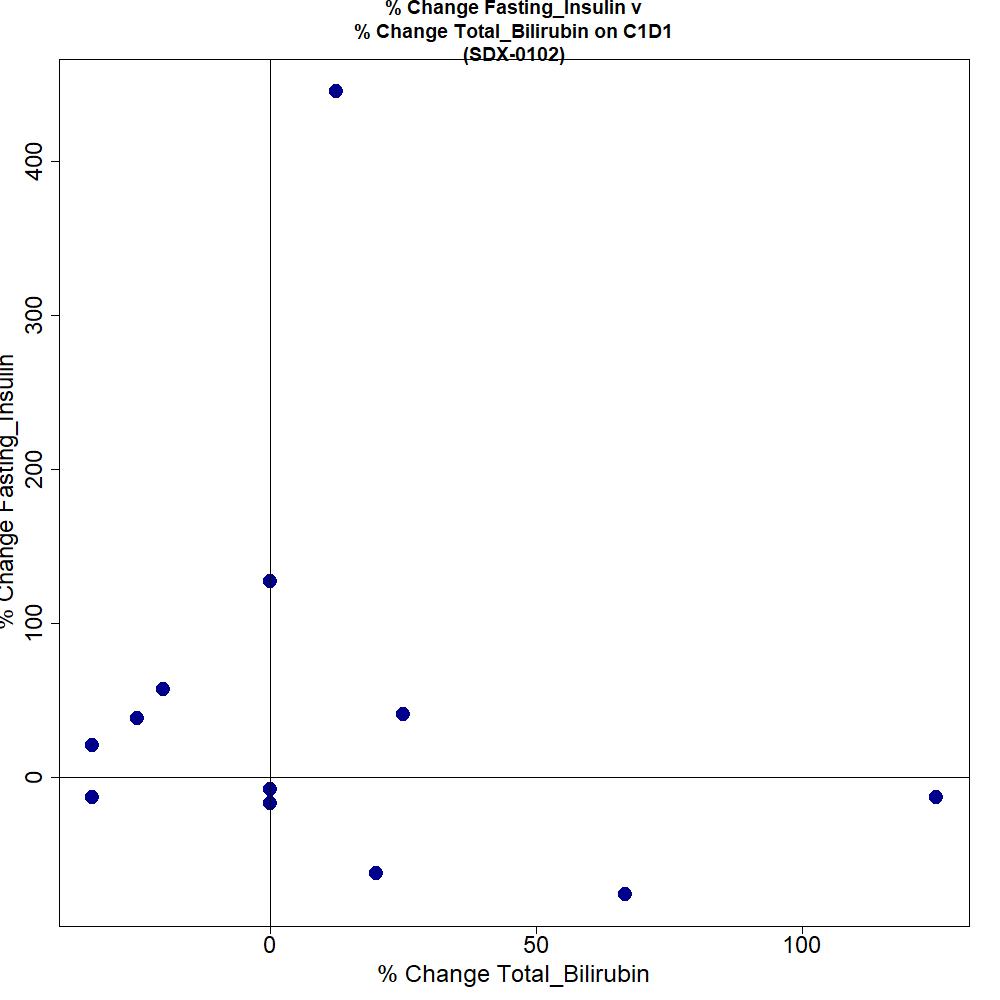 % Change Fasting_Insulin v
% Change Total_Bilirubin on C1D1
(SDX-0102)
% Change Fasting_Insulin
400
300
200
100
0
0
50
100
% Change Total_Bilirubin